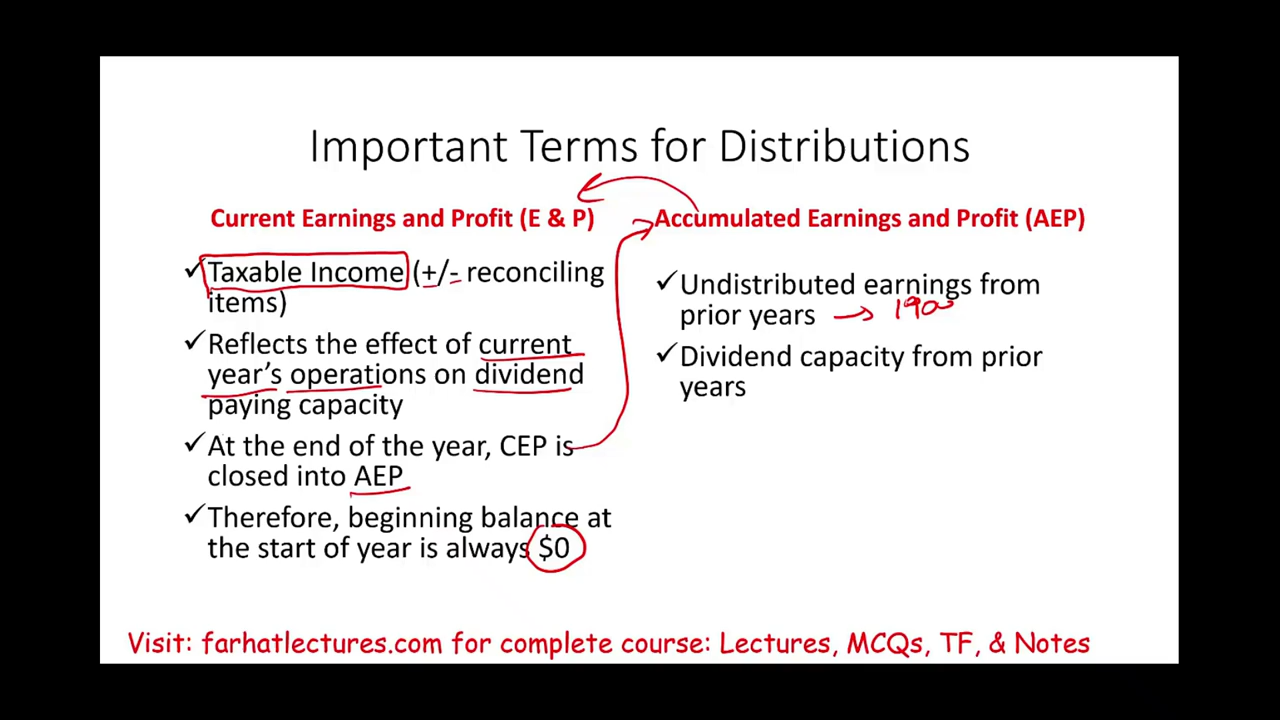 Important Terms for Distributions
Current Earnings and Profit (E & P)
✓Taxable Income (+/- reconciling
items)
✓Reflects the effect of current
year's operations on dividend
paying capacity
✓At the end of the year, CEP is
closed into AEP
✓Therefore, beginning balance at
the start of year is always $0
Accumulated Earnings and Profit (AEP)
✓Undistributed earnings from
prior years
✓Dividend capacity from prior
years
Visit: farhatlectures.com for complete course: Lectures, MCQs, TF, & Notes